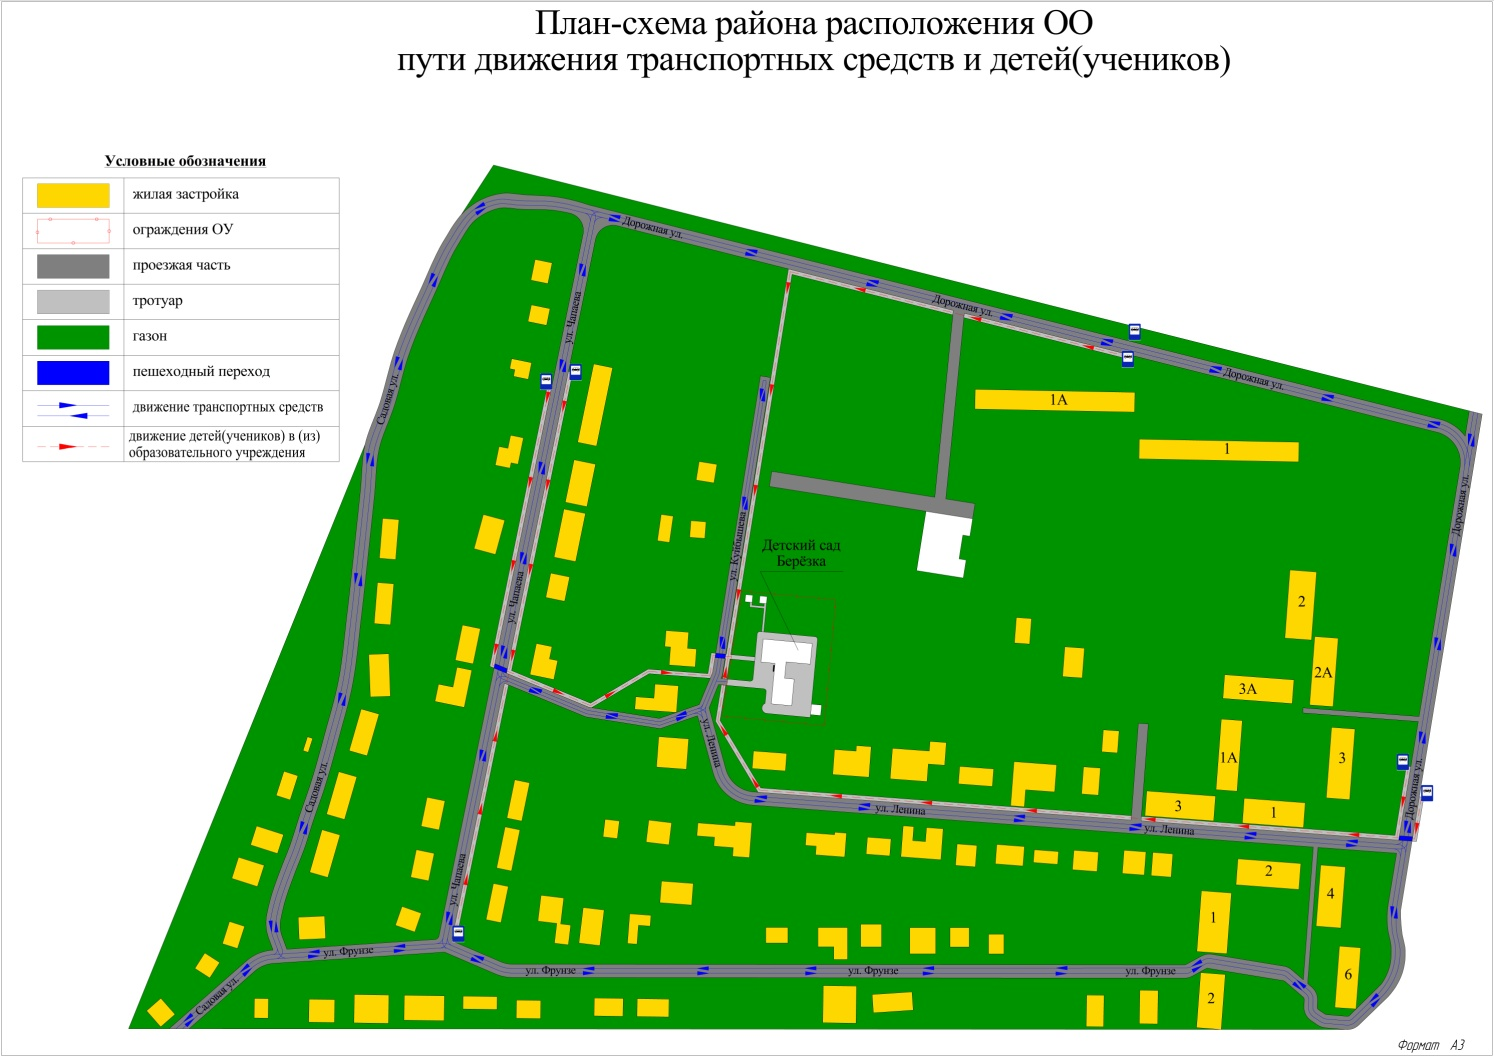 План-схема района расположения ОО
пути движения транспортных средств и детей(учеников)
Условные обозначения
жилая застройка
ограждения ОУ
проезжая часть
тротуар
газон
пешеходный переход
движение транспортных средств
движение детей(учеников) в (из)
образовательного учреждения
Дорожная ул.
Дорожная ул.
Дорожная ул.
Дорожная ул.
Дорожная ул.
ул. Чапаева
ул. Чапаева
ул. Чапаева
Садовая ул.
Садовая ул.
Садовая ул.
ул. Куйбышева
Детский сад
Берёзка
1А
1
2
2А
3А
1А
3
3
1
2
4
1
6
2
ул. Ленина
ул. Ленина
ул. Ленина
ул. Фрунзе
ул. Фрунзе
ул. Фрунзе
ул. Фрунзе
Формат А3